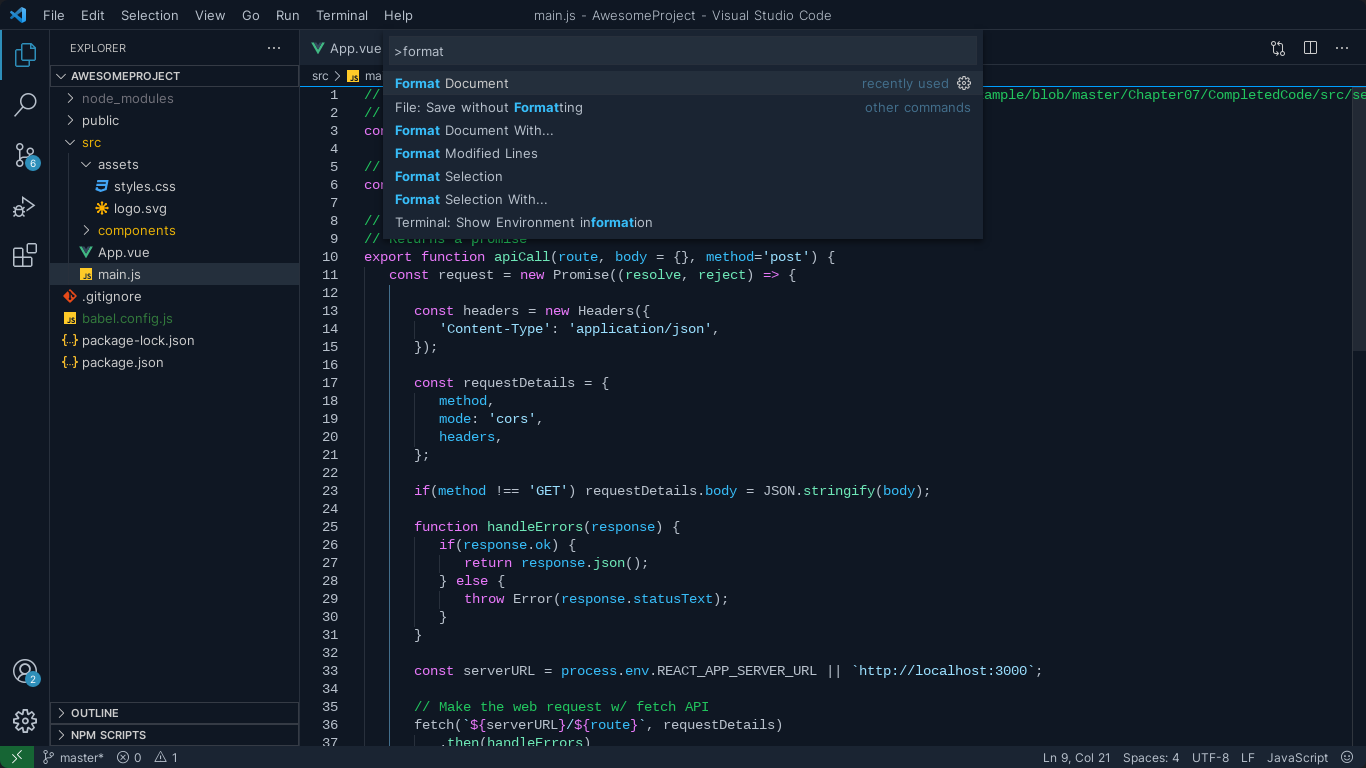 File Edit Selection View Go Run Terminal Help
main.js - AwesomeProject - Visual Studio Code
EXPLORER
AWESOMEPROJECT
node_modules
public
src
assets
styles.css
logo.svg
components
App.vue
main.js
.gitignore
babel.config.js
package-lock.json
package.json
OUTLINE
NPM SCRIPTS
6
2
App.vue
>format
src
JS
Format Document recently used
File: Save without Formatting other commands
Format Document With...
Format Modified Lines
Format Selection
Format Selection With...
Terminal: Show Environment information
1 // ample/blob/master/Chapter07/CompletedCode/src/se
2 //
3 con
4
5 //
6 con
7
8 //
9 // Returns a promise
10 export function apiCall(route, body = {}, method='post') {
11 const request = new Promise((resolve, reject) => {
12
13 const headers = new Headers({
14 'Content-Type': 'application/json',
15 });
16
17 const requestDetails = {
18 method,
19 mode: 'cors',
20 headers,
21 };
22
23 if(method !== 'GET') requestDetails.body = JSON.stringify(body);
24
25 function handleErrors(response) {
26 if(response.ok) {
27 return response.json();
28 } else {
29 throw Error(response.statusText);
30 }
31 }
32
33 const serverURL = process.env.REACT_APP_SERVER_URL || `http://localhost:3000`;
34
35 // Make the web request w/ fetch API
36 fetch(`${serverURL}/${route}`, requestDetails)
37 .then(handleErrors)
master* 0 1
Ln 9, Col 21 Spaces: 4 UTF-8 LF JavaScript